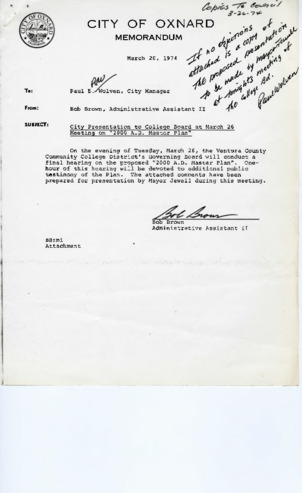 Copies To Council
3-26-74
CITY OF OXNARD
MEMORANDUM
If no objections
attached is a copy of
the proposed presentation
to be made by Mayor Jewell
at tonights meeting of
the College Bd.
Paul Wolven
March 26, 1974
To: Paul E. Wolven, City Manager
From: Bob Brown, Administrative Assistant II
SUBJECT: City Presentation to College Board at March 26
Meeting on "2000 A.D. Master Plan"
On the evening of Tuesday, March 26, the Ventura County
Community College District's Governing Board will conduct a
final hearing on the proposed "2000 A.D. Master Plan". One-
hour of this hearing will be devoted to additional public
testimony of the Plan. The attached comments have been
prepared for presentation by Mayor Jewell during this meeting.
Bob Brown
Bob Brown
Administrative Assistant II
BB:ml
Attachment